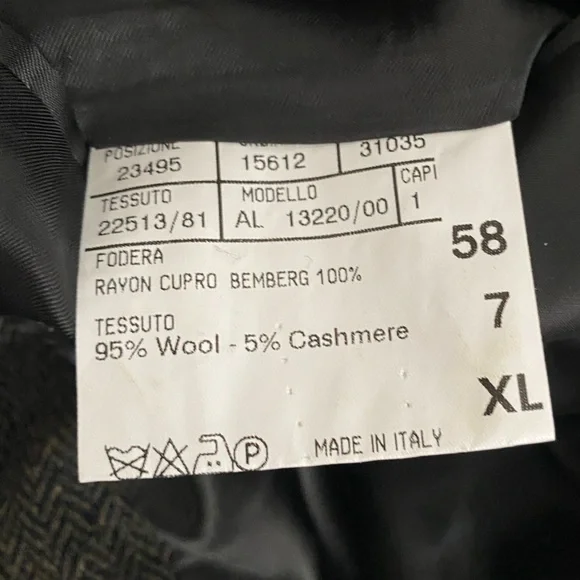 POSIZIONE
23495 15612 31035
TESSUTO MODELLO CAPI
22513/81 AL 13220/00 1
FODERA
RAYON CUPRO BEMBERG 100%
TESSUTO
95% Wool - 5% Cashmere
58
7
XL
P
MADE IN ITALY